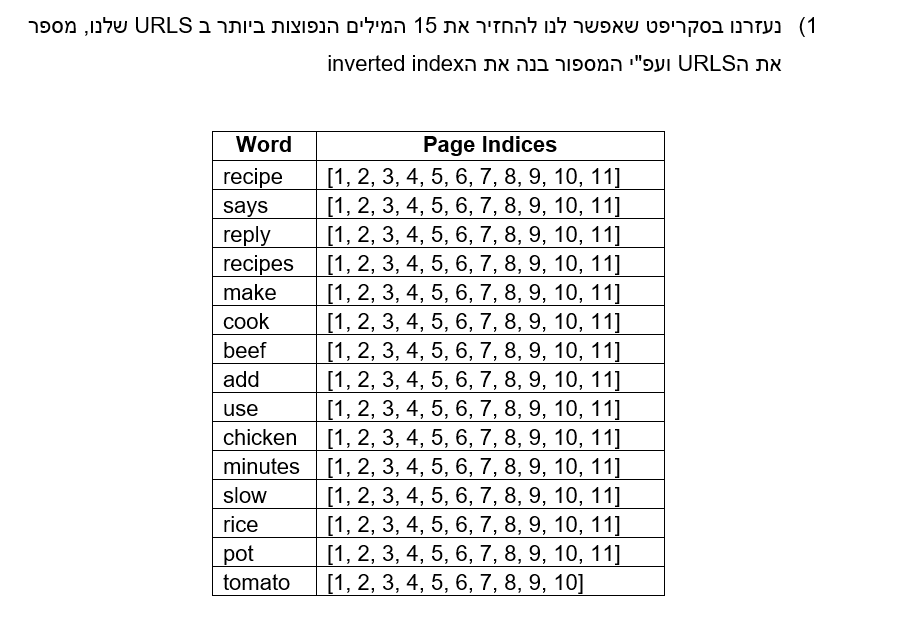 1) נעזרנו בסקריפט שאפשר לנו להחזיר את 15 המילים הנפוצות ביותר ב URLS שלנו, מספר
את הURLS ועפ"י המספור בנה את הinverted index
Word Page Indices
recipe [1, 2, 3, 4, 5, 6, 7, 8, 9, 10, 11]
says [1, 2, 3, 4, 5, 6, 7, 8, 9, 10, 11]
reply [1, 2, 3, 4, 5, 6, 7, 8, 9, 10, 11]
recipes [1, 2, 3, 4, 5, 6, 7, 8, 9, 10, 11]
make [1, 2, 3, 4, 5, 6, 7, 8, 9, 10, 11]
cook [1, 2, 3, 4, 5, 6, 7, 8, 9, 10, 11]
beef [1, 2, 3, 4, 5, 6, 7, 8, 9, 10, 11]
add [1, 2, 3, 4, 5, 6, 7, 8, 9, 10, 11]
use [1, 2, 3, 4, 5, 6, 7, 8, 9, 10, 11]
chicken [1, 2, 3, 4, 5, 6, 7, 8, 9, 10, 11]
minutes [1, 2, 3, 4, 5, 6, 7, 8, 9, 10, 11]
slow [1, 2, 3, 4, 5, 6, 7, 8, 9, 10, 11]
rice [1, 2, 3, 4, 5, 6, 7, 8, 9, 10, 11]
pot [1, 2, 3, 4, 5, 6, 7, 8, 9, 10, 11]
tomato [1, 2, 3, 4, 5, 6, 7, 8, 9, 10]